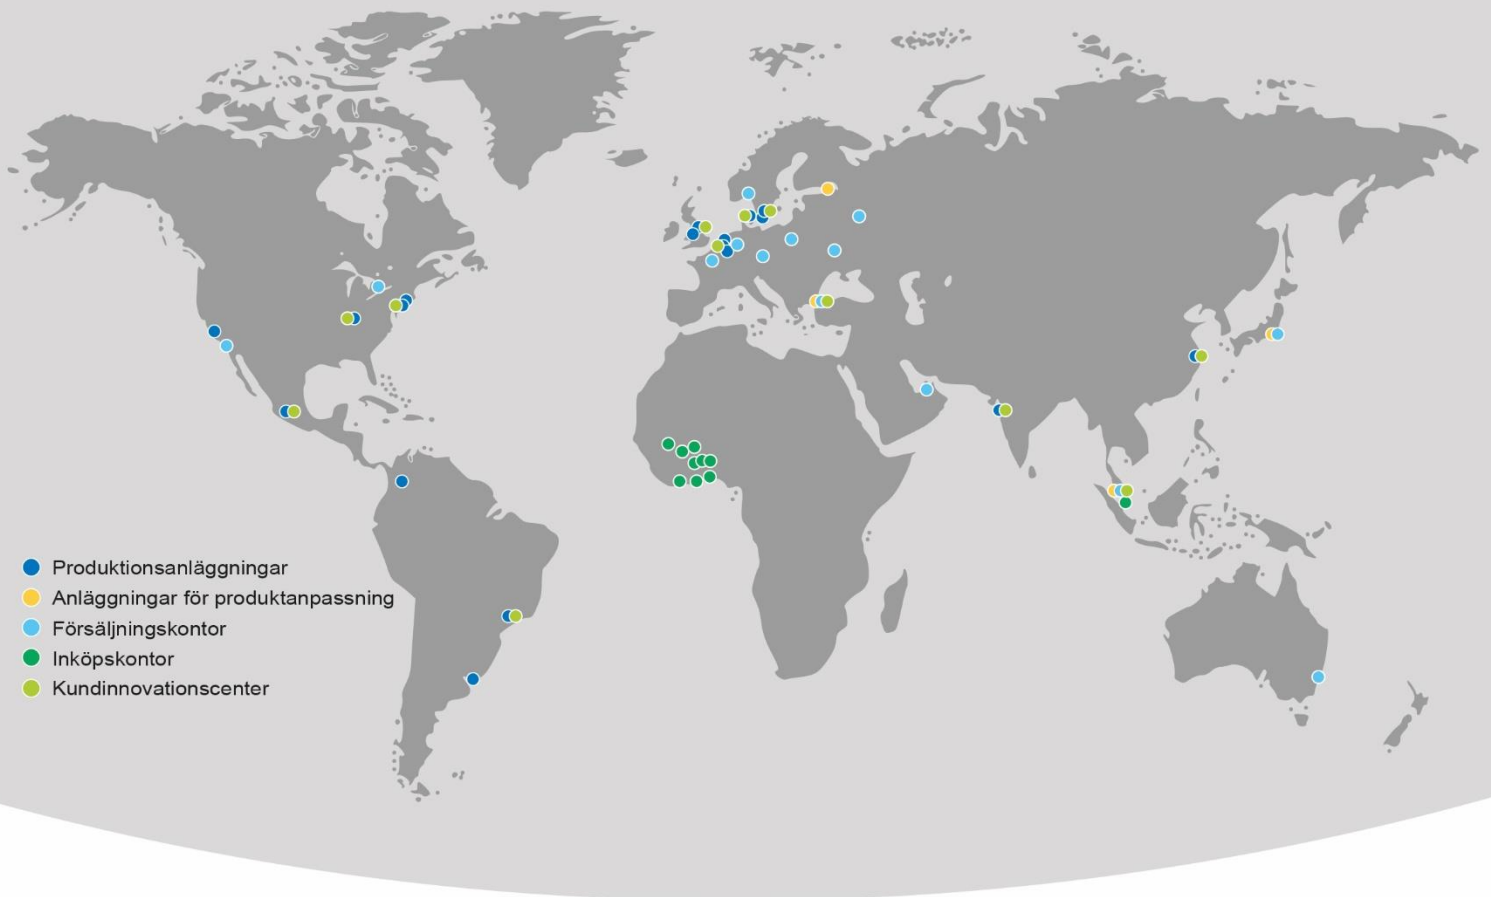 Produktionsanläggningar
Anläggningar för produktanpassning
Försäljningskontor
Inköpskontor
Kundinnovationscenter